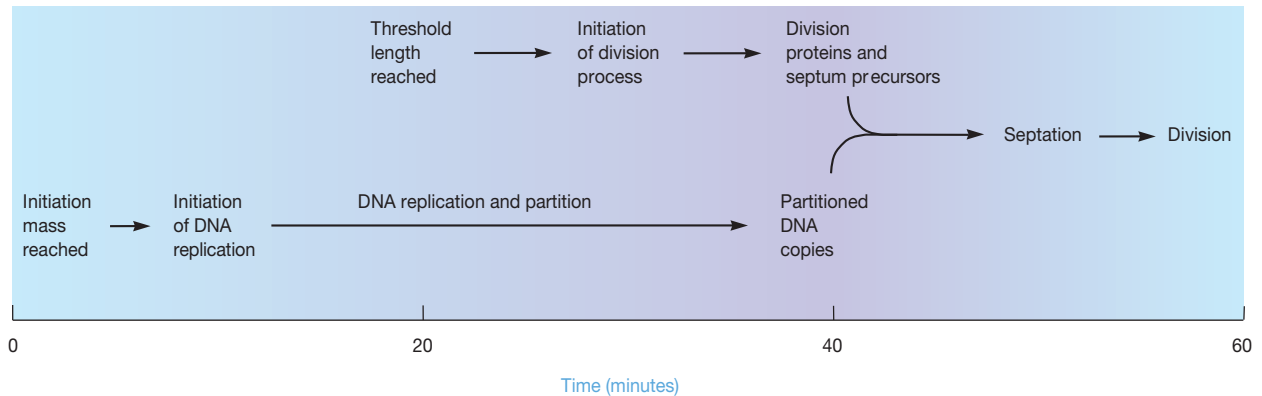 Threshold
length
reached
Initiation
of division
process
Division
proteins and
septum precursors
Septation
Division
Initiation
mass
reached
Initiation
of DNA
replication
DNA replication and partition
Partitioned
DNA
copies
0
20
40
60
Time (minutes)